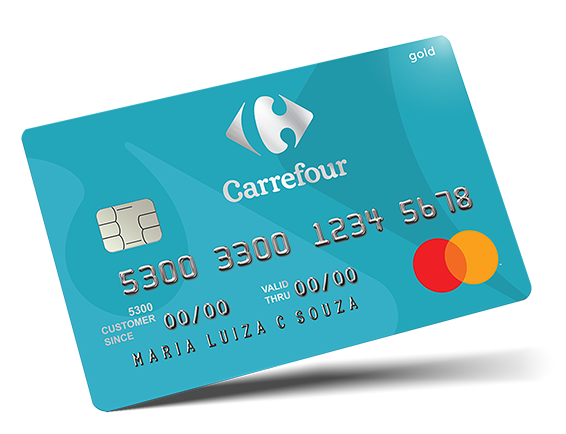 gold
Carrefour
5300 3300 1234 5678
5300
CUSTOMER SINCE 00/00 VALID THRU 00/00
MARIA LUIZA C SOUZA